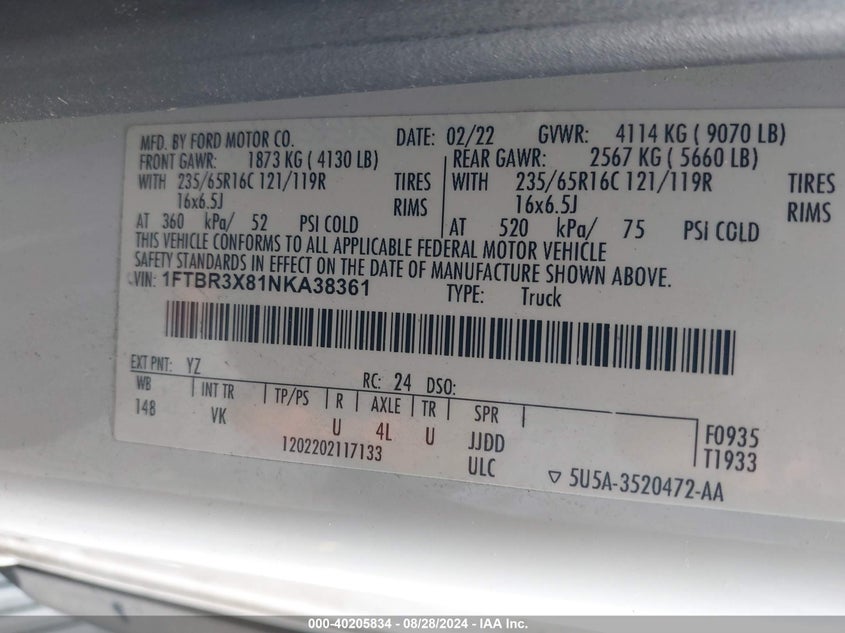 MFD. BY FORD MOTOR CO. DATE: 02/22 GVWR: 4114 KG ( 9070 LB)
FRONT GAWR: 1873 KG ( 4130 LB) REAR GAWR: 2567 KG ( 5660 LB)
WITH 235/65R16C 121/119R TIRES WITH 235/65R16C 121/119R TIRES
16x6.5J RIMS 16x6.5J RIMS
AT 360 kPa/ 52 PSI COLD AT 520 kPa/ 75 PSI COLD
THIS VEHICLE CONFORMS TO ALL APPLICABLE FEDERAL MOTOR VEHICLE
SAFETY STANDARDS IN EFFECT ON THE DATE OF MANUFACTURE SHOWN ABOVE.
VIN: 1FTBR3X81NKA38361 TYPE: Truck
EXT PNT: YZ RC: 24 DSO:
WB INT TR TP/PS R AXLE TR SPR
148 VK U 4L U JJDD F0935
1202202117133 ULC T1933
5U5A-3520472-AA
000-40205834 - 08/28/2024 - IAA Inc.